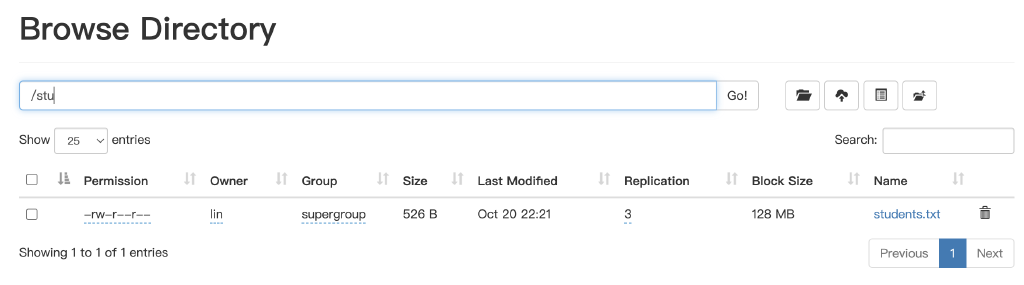 Browse Directory
/stu Go!
Show 25 entries Search:
Permission Owner Group Size Last Modified Replication Block Size Name
-rw-r--r-- lin supergroup 526 B Oct 20 22:21 3 128 MB students.txt
Showing 1 to 1 of 1 entries Previous 1 Next